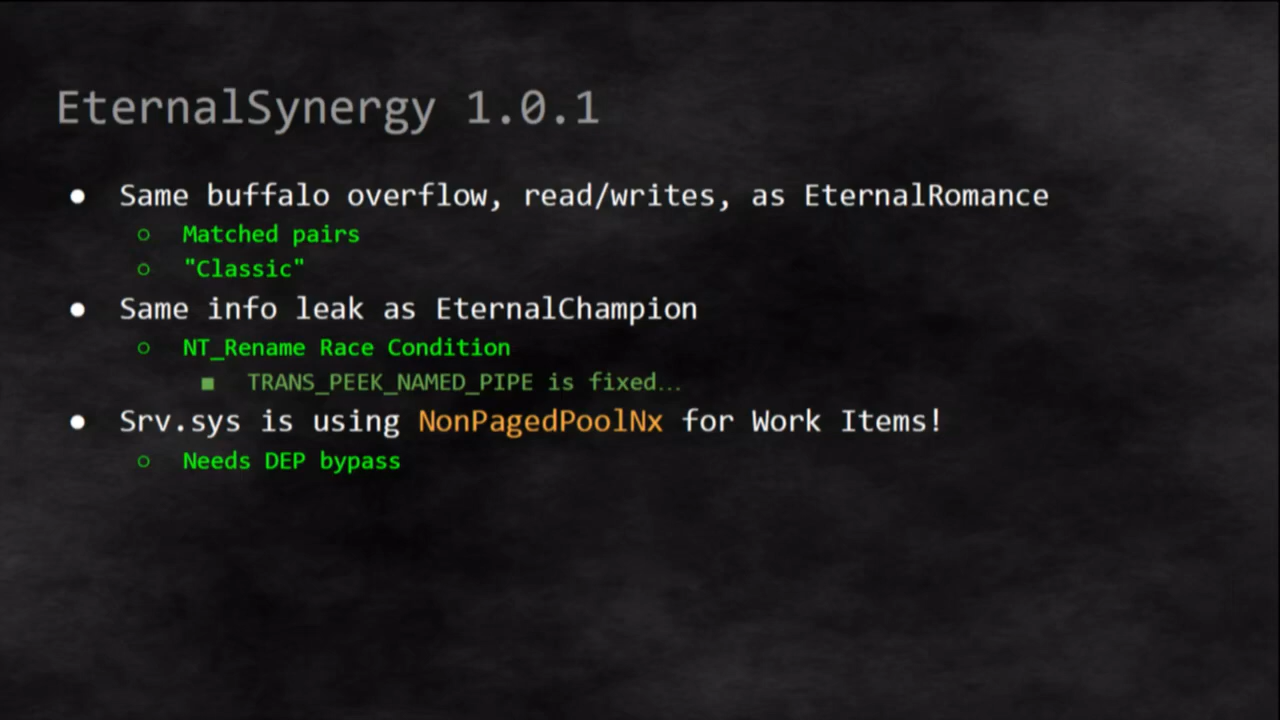 EternalSynergy 1.0.1
● Same buffalo overflow, read/writes, as EternalRomance
○ Matched pairs
○ "Classic"
● Same info leak as EternalChampion
○ NT_Rename Race Condition
■ TRANS_PEEK_NAMED_PIPE is fixed…
● Srv.sys is using NonPagedPoolNx for Work Items!
○ Needs DEP bypass